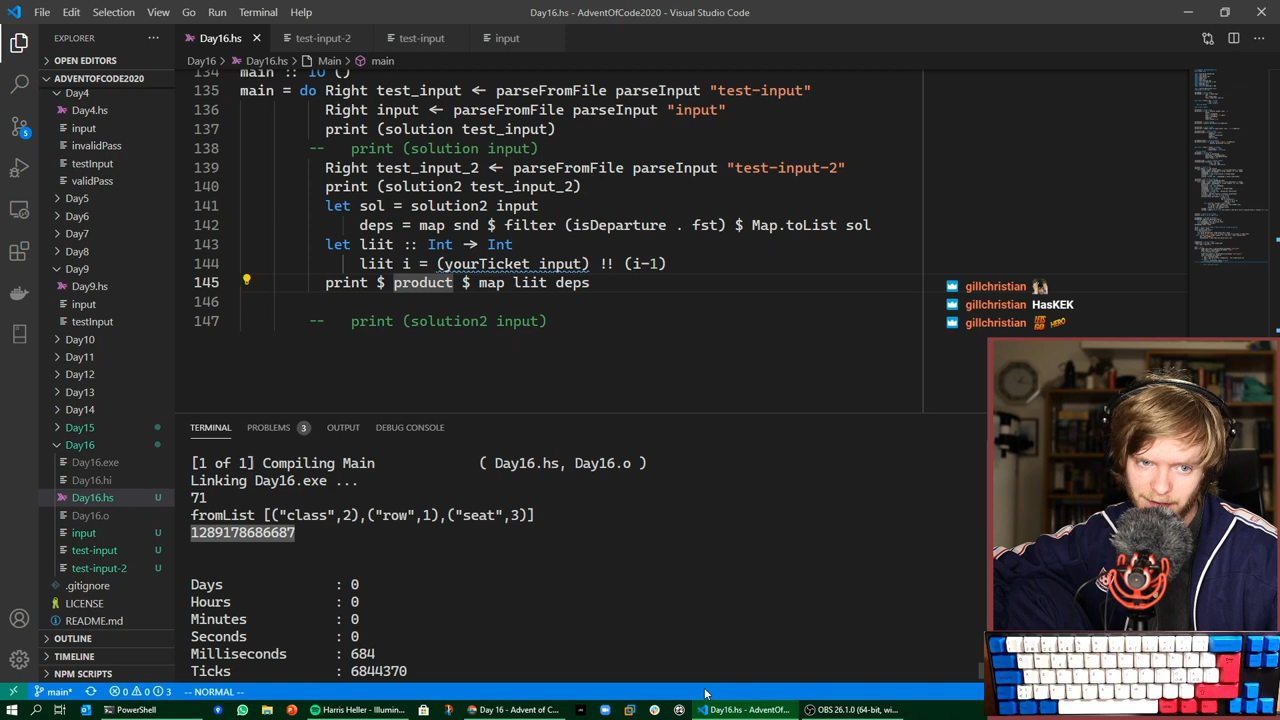 File Edit Selection View Go Run Terminal Help
Day16.hs - AdventOfCode2020 - Visual Studio Code
EXPLORER
Day16.hs
test-input-2
test-input
input
OPEN EDITORS
Day16 > Day16.hs > Main > main
ADVENTOFCODE2020
Day4
Day4.hs
input
invalidPass
testInput
validPass
Day5
Day6
Day7
Day8
Day9
Day9.hs
input
testInput
Day10
Day11
Day12
Day13
Day14
Day15
Day16
Day16.exe
Day16.hi
Day16.hs U
Day16.o
input U
test-input U
test-input-2 U
.gitignore
LICENSE
README.md
OUTLINE
TIMELINE
NPM SCRIPTS
134 main :: IO ()
135 main = do Right test_input <- parseFromFile parseInput "test-input"
136 Right input <- parseFromFile parseInput "input"
137 print (solution test_input)
138 -- print (solution input)
139 Right test_input_2 <- parseFromFile parseInput "test-input-2"
140 print (solution2 test_input_2)
141 let sol = solution2 input
142 deps = map snd $ filter (isDeparture . fst) $ Map.toList sol
143 let liit :: Int -> Int
144 liit i = (yourTicket input) !! (i-1)
145 print $ product $ map liit deps
146
147 -- print (solution2 input)
gillchristian
gillchristian HasKEK
gillchristian LETS GO HERO
TERMINAL PROBLEMS 3 OUTPUT DEBUG CONSOLE
[1 of 1] Compiling Main ( Day16.hs, Day16.o )
Linking Day16.exe ...
71
fromList [("class",2),("row",1),("seat",3)]
1289178686687
Days : 0
Hours : 0
Minutes : 0
Seconds : 0
Milliseconds : 684
Ticks : 6844370
5
main* 0 0 3 -- NORMAL --
PowerShell
Harris Heller - Illumin...
Day 16 - Advent of C...
Day16.hs - AdventOf...
OBS 26.1.0 (64-bit, w...